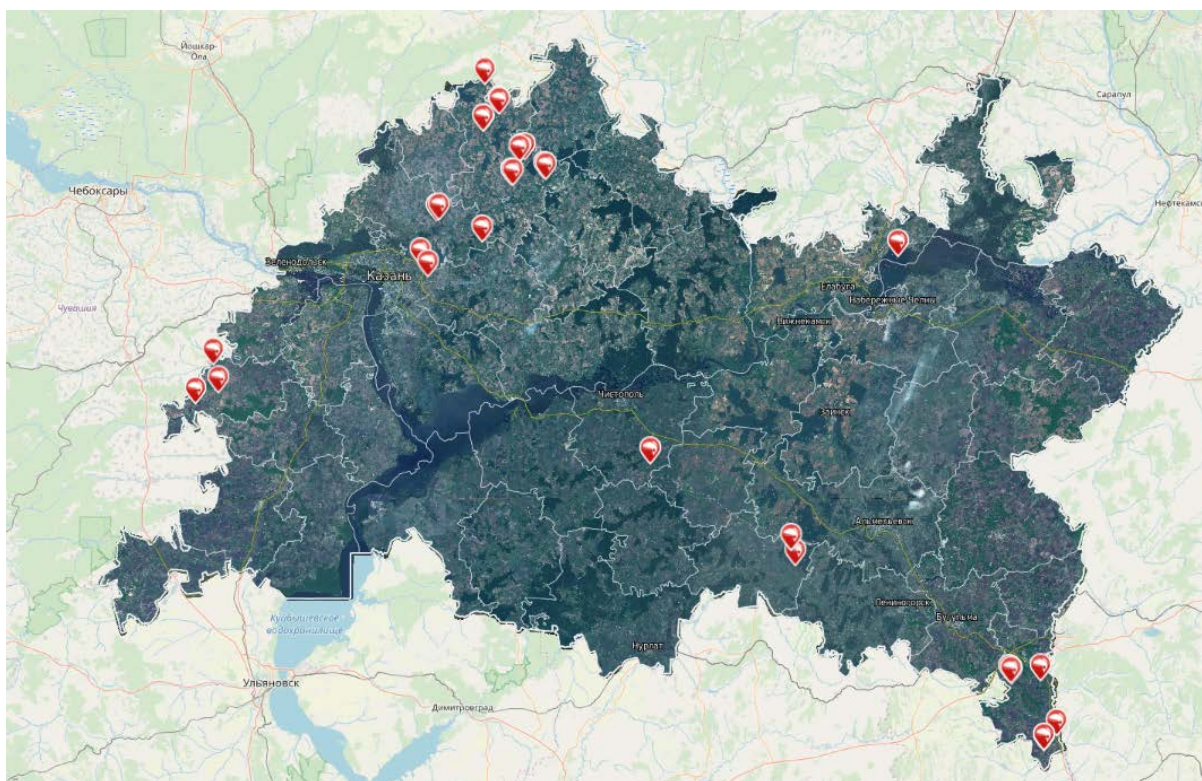 Йошкар-
Ола
Сарапул
Чебоксары
Нефтекамск
Зеленодольск
Казань
Елабуга
Набережные Челны
Чувашия
Нижнекамск
Чистополь
Заинск
Альметьевск
Лениногорск
Бугульма
Куйбышевское
водохранилище
Нурлат
Ульяновск
Димитровград